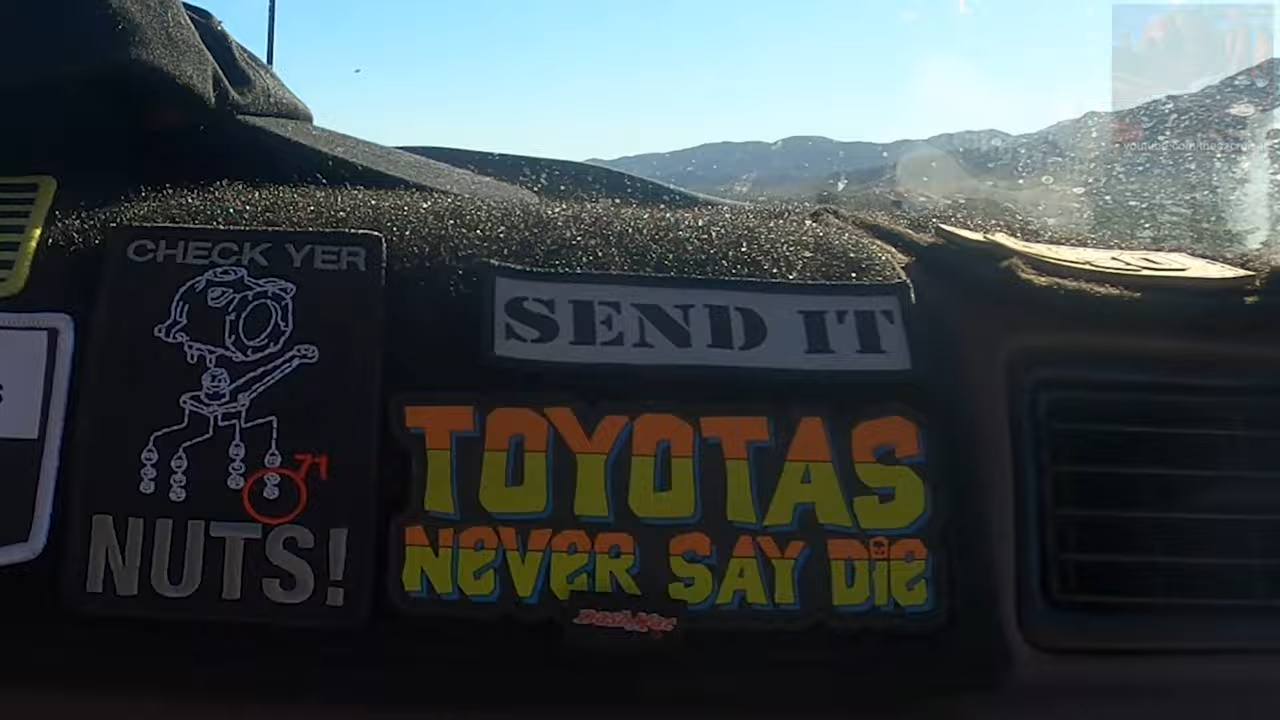 CHECK YER
NUTS!
SEND IT
TOYOTAS
NEVER SAY DIE